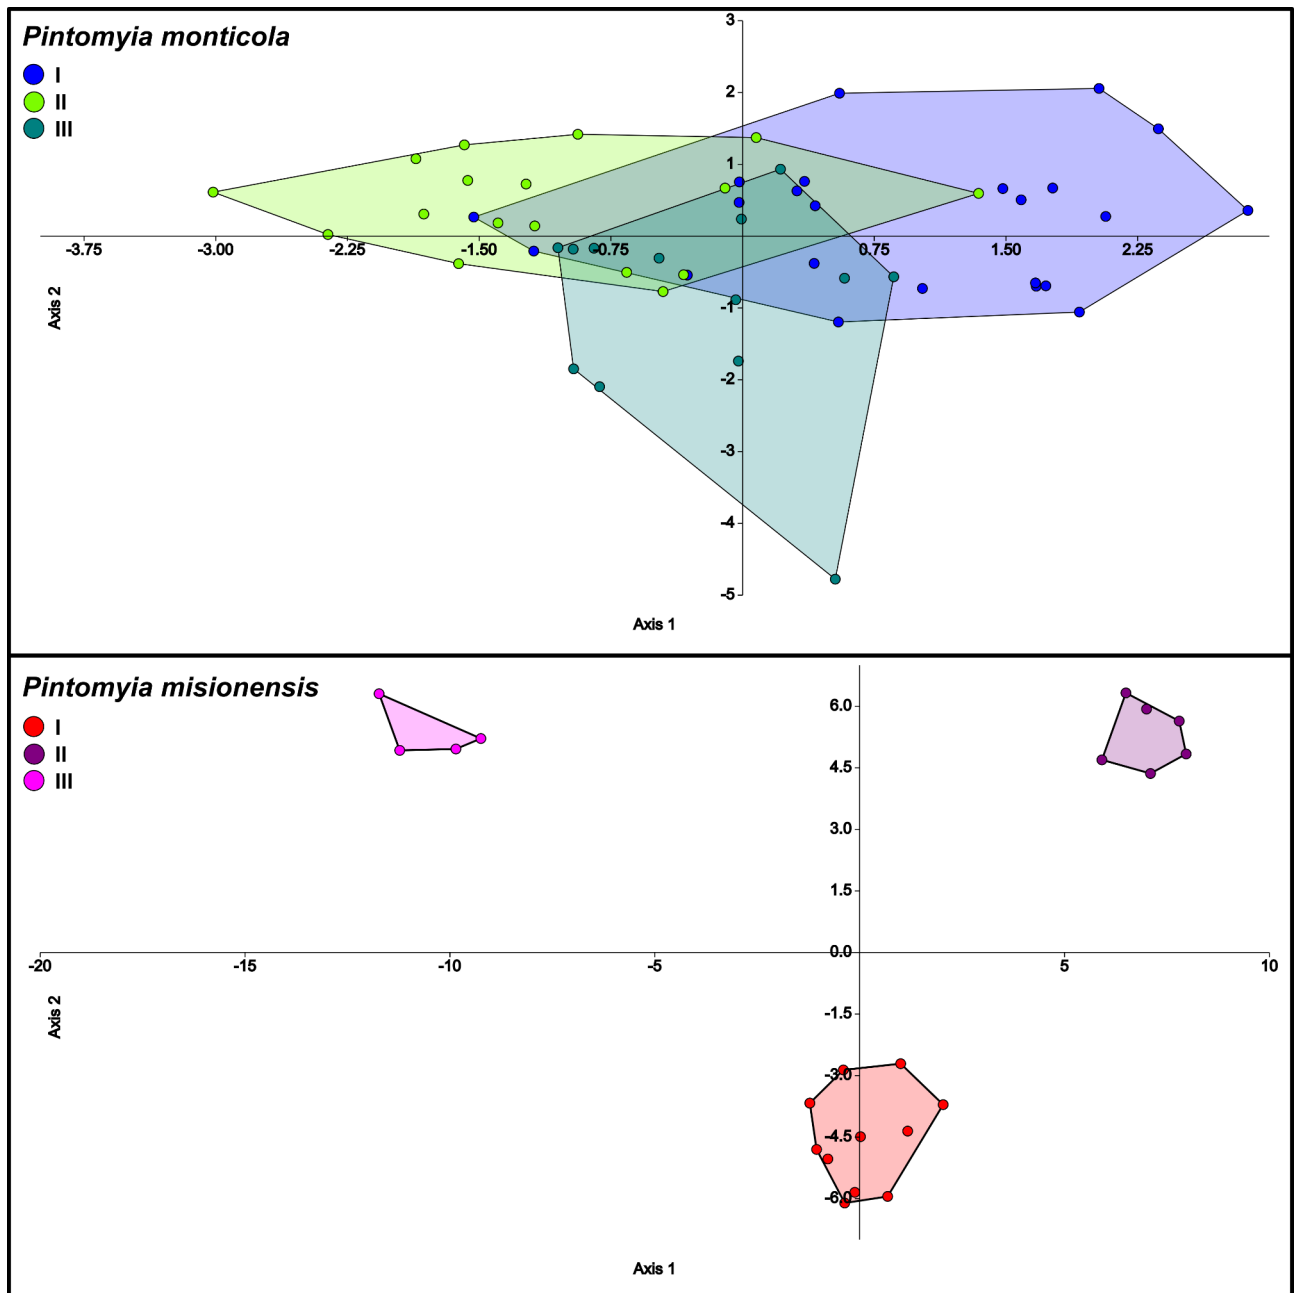 Pintomyia monticola
I
II
III
3
2
1
-3.75 -3.00 -2.25 -1.50 -0.75 0.75 1.50 2.25
-1
-2
-3
-4
-5
Axis 2
Axis 1
Pintomyia misionensis
I
II
III
6.0
4.5
3.0
1.5
0.0
-20 -15 -10 -5 5 10
-1.5
-3.0
-4.5
-6.0
Axis 2
Axis 1